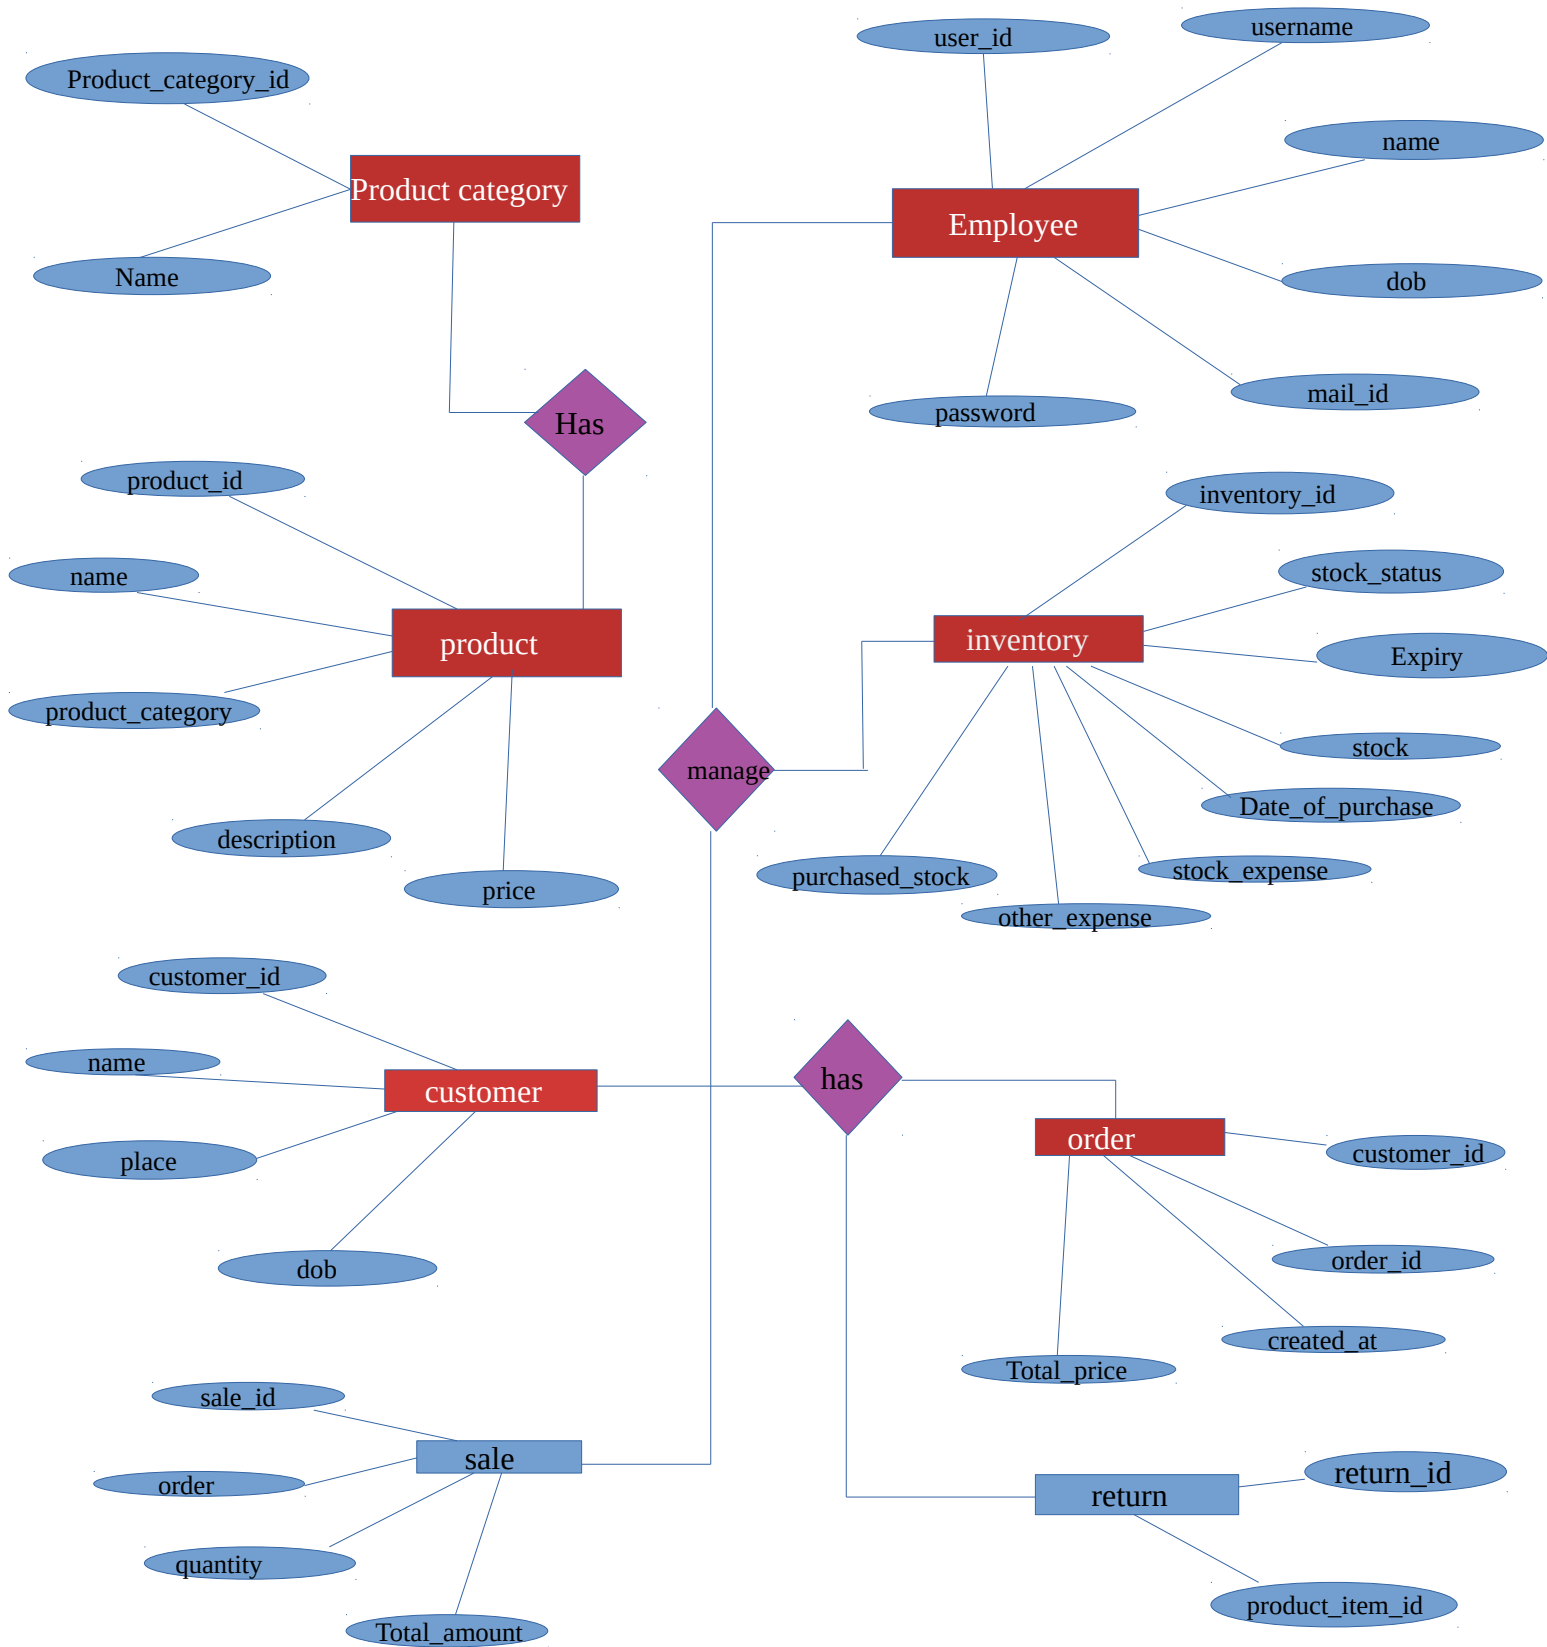 user_id
username
Product_category_id
name
Product category
Employee
Name
dob
mail_id
password
Has
product_id
inventory_id
name
stock_status
product
inventory
Expiry
product_category
stock
manage
Date_of_purchase
description
purchased_stock
stock_expense
price
other_expense
customer_id
name
has
customer
order
customer_id
place
order_id
dob
created_at
Total_price
sale_id
sale
return_id
order
return
quantity
product_item_id
Total_amount